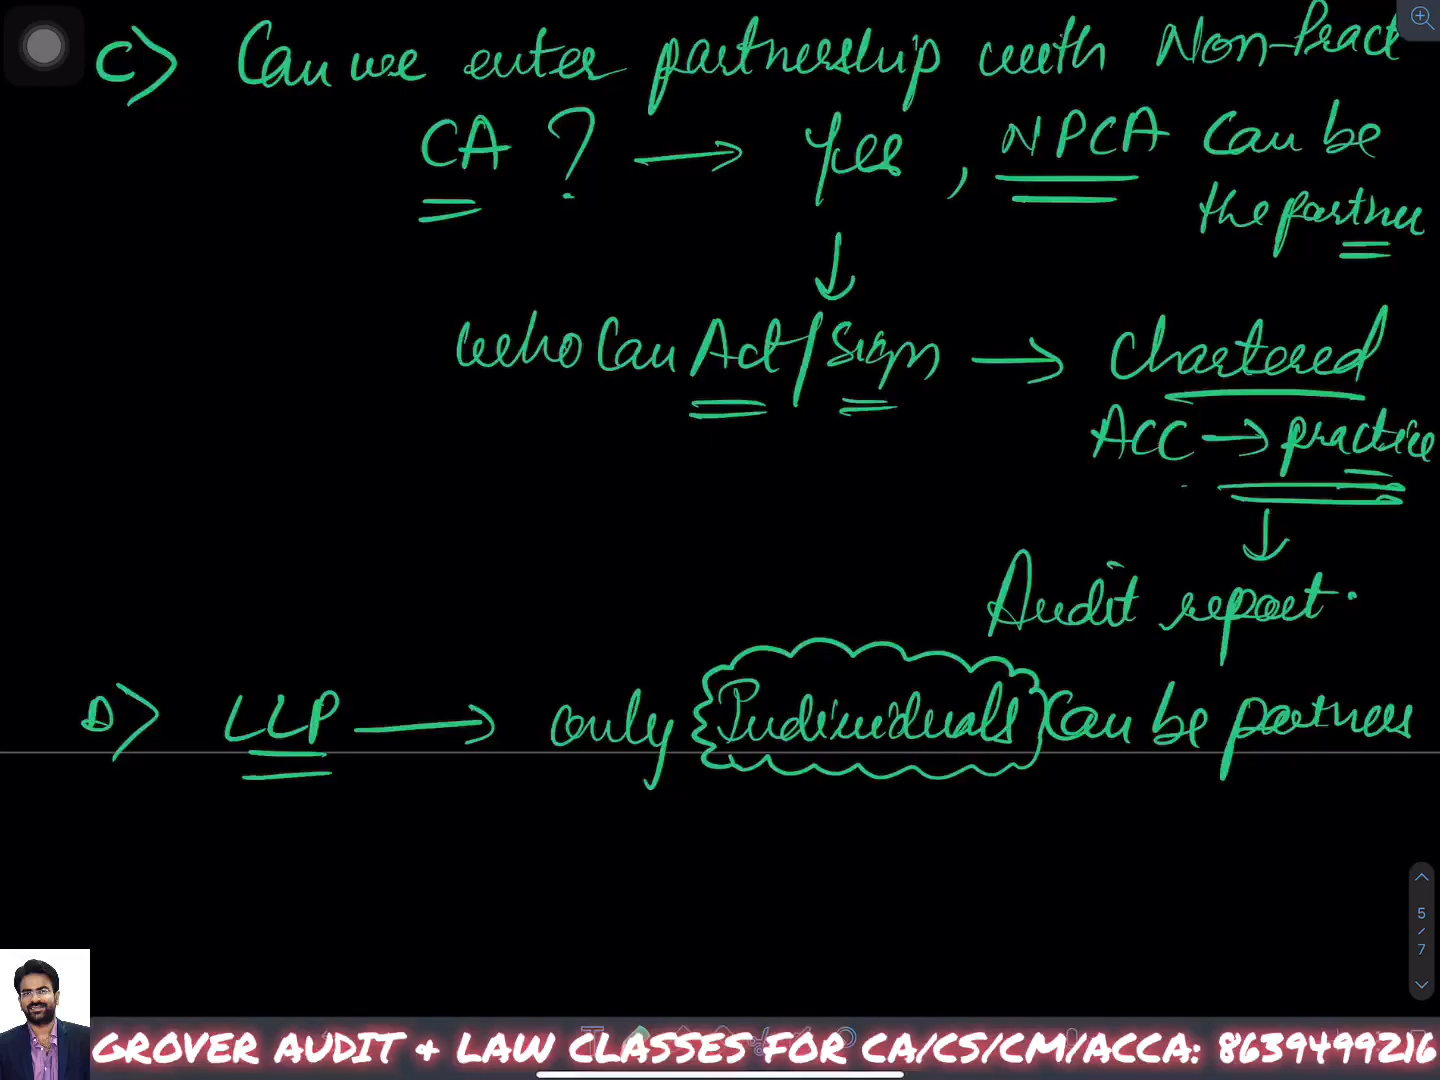 C> Can we enter partnership with Non-Pract
CA ? → Yes, NPCA can be
the partner
↓
who Can Act/Sign → Chartered
ACC → practice
↓
Audit report.
D> LLP → only Individuals Can be partners
5
/
7
GROVER AUDIT + LAW CLASSES FOR CA/CS/CM/ACCA: 8639499216